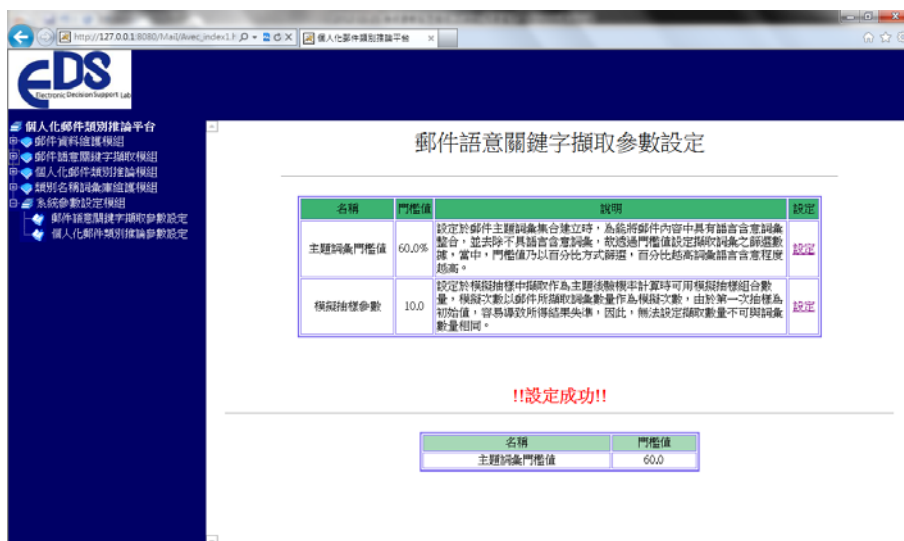 http://127.0.0.1:8080/Mail/Avec_index1.h
個人化郵件類別推論平台
EDS
Electronic Decision Support Lab
個人化郵件類別推論平台
郵件資料維護模組
郵件語意關鍵字擷取模組
個人化郵件類別推論模組
類別名稱詞彙庫維護模組
系統參數設定模組
郵件語意關鍵字擷取參數設定
個人化郵件類別推論參數設定
郵件語意關鍵字擷取參數設定
名稱 門檻值 說明 設定
主題詞彙門檻值 60.0% 設定於郵件主題詞彙集合建立時，為能將郵件內容中具有語言含意詞彙
整合，並去除不具語言含意詞彙，故透過門檻值設定擷取詞彙之篩選數
據，當中，門檻值乃以百分比方式篩選，百分比越高詞彙語言含意程度
越高。 設定
模擬抽樣參數 10.0 設定於模擬抽樣中擷取作為主題後驗機率計算時可用模擬抽樣組合數
量，模擬次數以郵件所擷取詞彙數量作為模擬次數，由於第一次抽樣為
初始值，容易導致所得結果失準，因此，無法設定擷取數量不可與詞彙
數量相同。 設定
!!設定成功!!
名稱 門檻值
主題詞彙門檻值 60.0